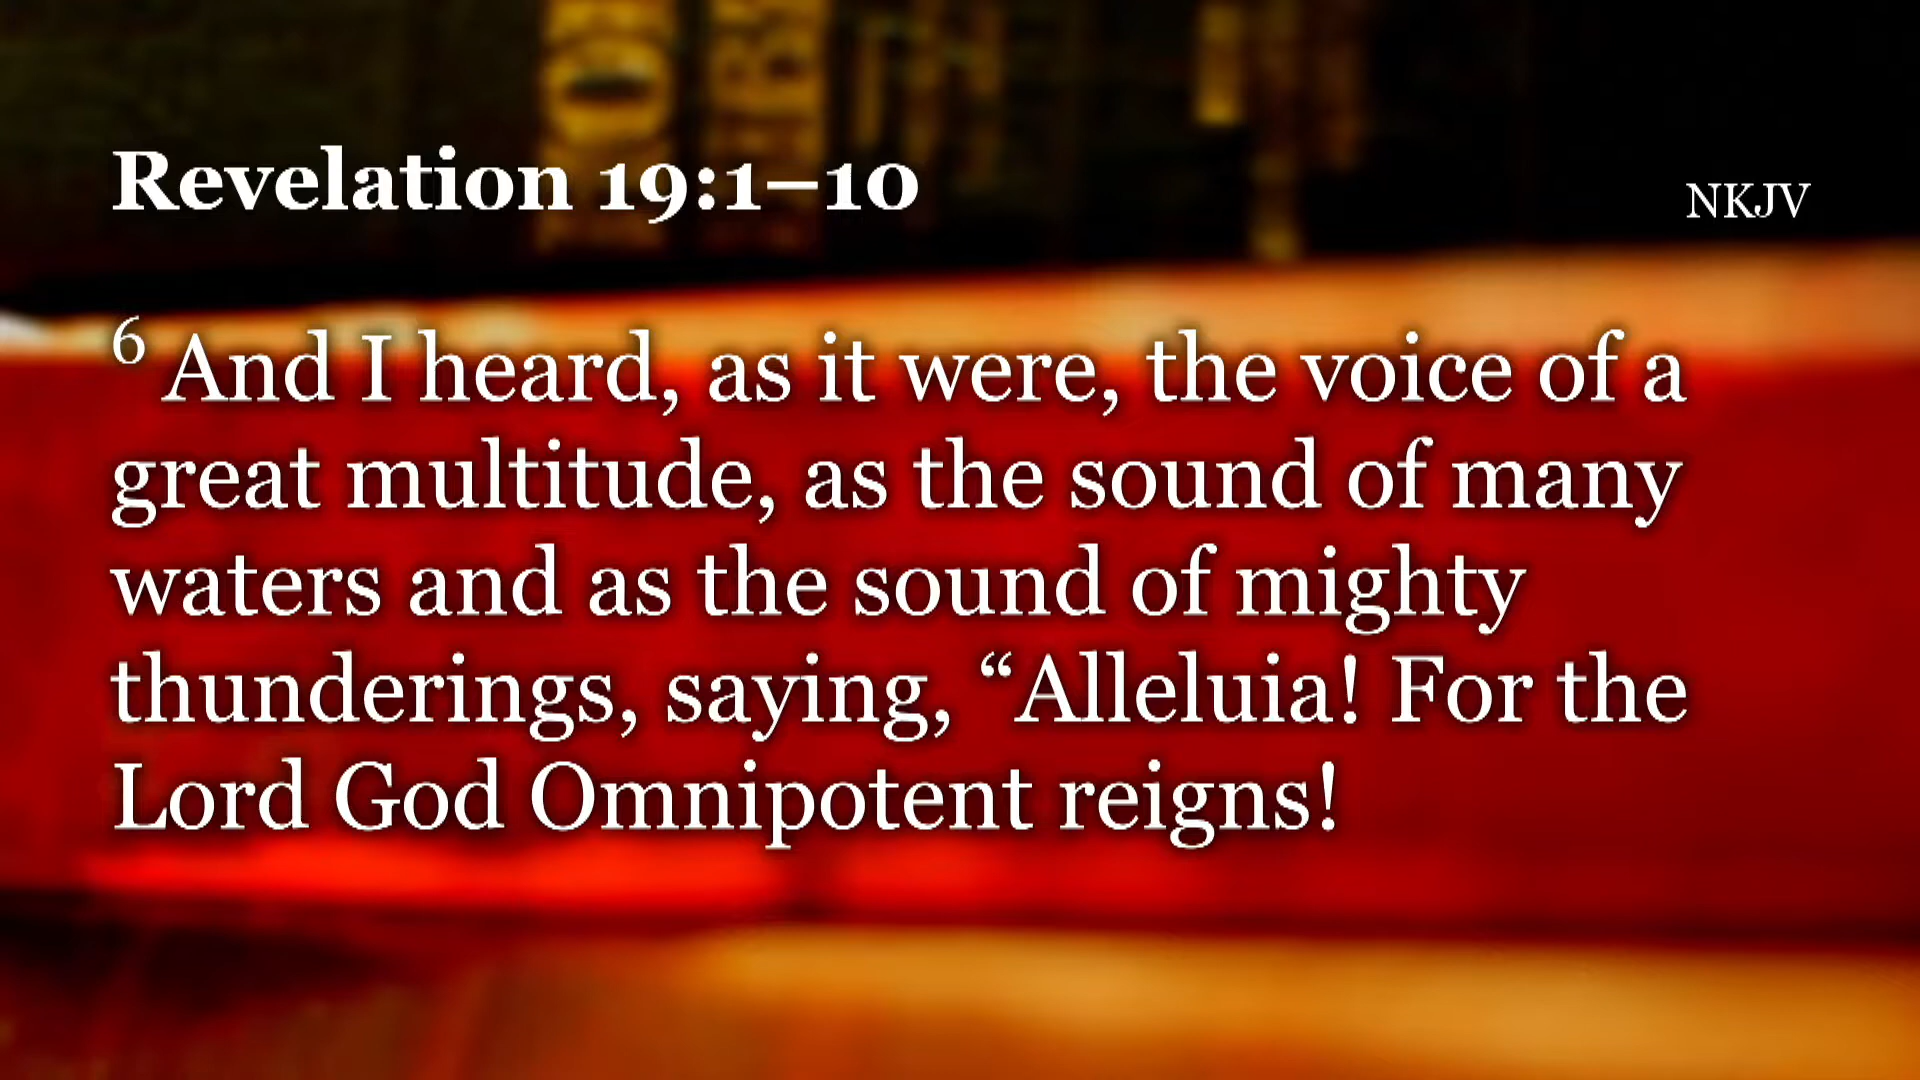 Revelation 19:1–10
NKJV
6 And I heard, as it were, the voice of a
great multitude, as the sound of many
waters and as the sound of mighty
thunderings, saying, “Alleluia! For the
Lord God Omnipotent reigns!